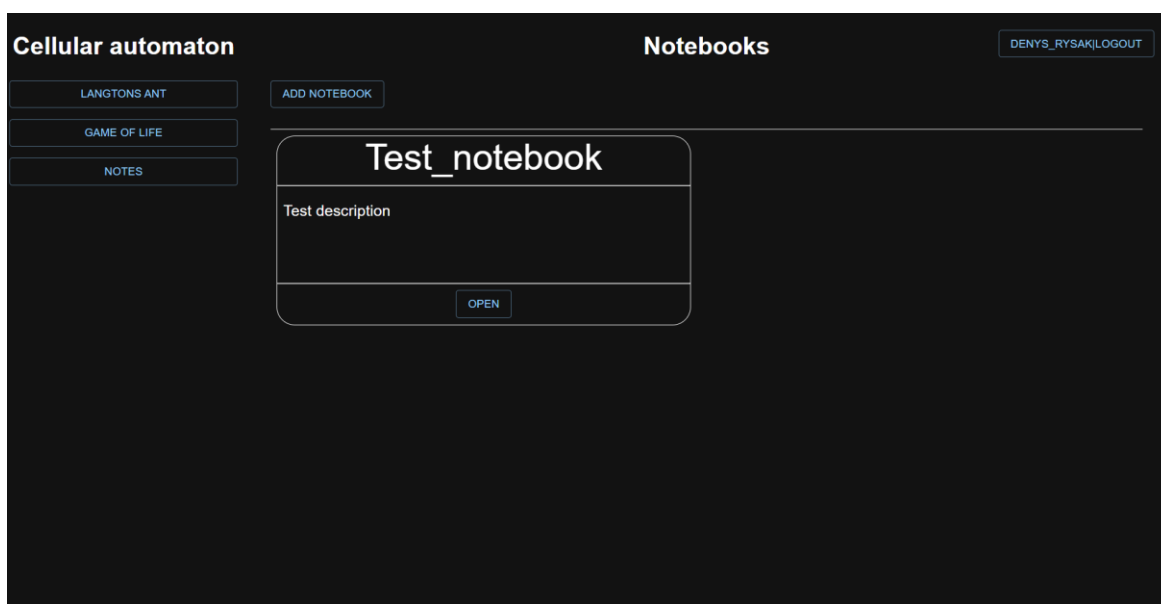 Cellular automaton
Notebooks
DENYS_RYSAK|LOGOUT
LANGTONS ANT
GAME OF LIFE
NOTES
ADD NOTEBOOK
Test_notebook
Test description
OPEN